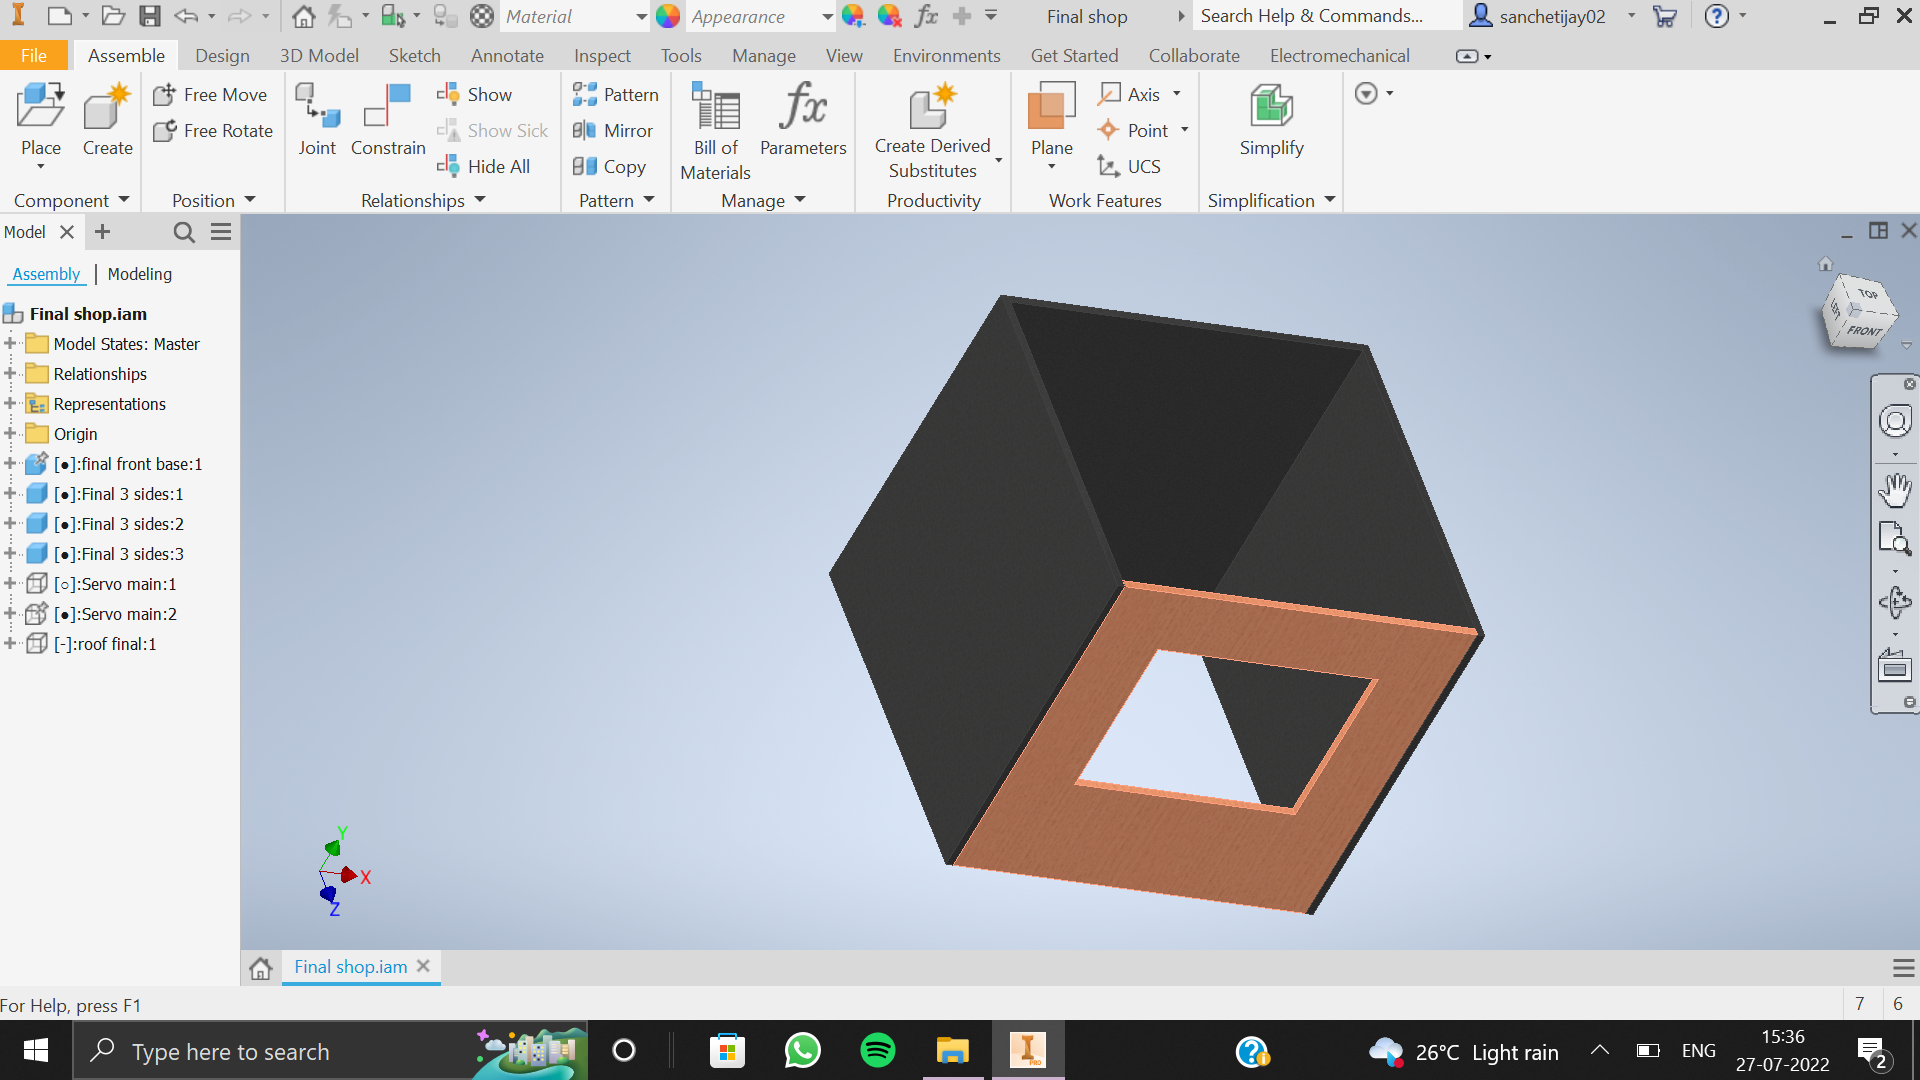 Material
Appearance
Final shop
Search Help & Commands...
sanchetijay02
File
Assemble
Design
3D Model
Sketch
Annotate
Inspect
Tools
Manage
View
Environments
Get Started
Collaborate
Electromechanical
Place
Create
Free Move
Free Rotate
Joint
Constrain
Show
Show Sick
Hide All
Pattern
Mirror
Copy
Bill of
Materials
Parameters
Create Derived
Substitutes
Plane
Axis
Point
UCS
Simplify
Component
Position
Relationships
Pattern
Manage
Productivity
Work Features
Simplification
Model
Assembly | Modeling
Final shop.iam
Model States: Master
Relationships
Representations
Origin
[●]:final front base:1
[●]:Final 3 sides:1
[●]:Final 3 sides:2
[●]:Final 3 sides:3
[○]:Servo main:1
[●]:Servo main:2
[-]:roof final:1
TOP
FRONT
Y
X
Z
Final shop.iam
For Help, press F1
7
6
Type here to search
PRO
26°C Light rain
ENG
15:36
27-07-2022
2